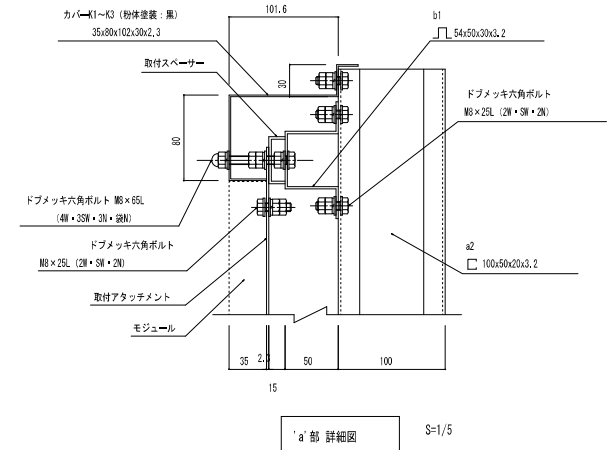 カバーK1～K3 (粉体塗装：黒)
35x80x102x30x2.3
101.6
b1
54x50x30x3.2
取付スペーサー
30
ドブメッキ六角ボルト
M8×25L (2W・SW・2N)
80
ドブメッキ六角ボルト M8×65L
(4W・3SW・3N・袋N)
ドブメッキ六角ボルト
M8×25L (2W・SW・2N)
a2
100x50x20x3.2
取付アタッチメント
モジュール
35
50
100
15
'a'部 詳細図
S=1/5